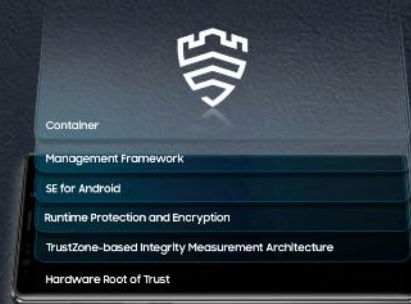 Container
Management Framework
SE for Android
Runtime Protection and Encryption
TrustZone-based Integrity Measurement Architecture
Hardware Root of Trust